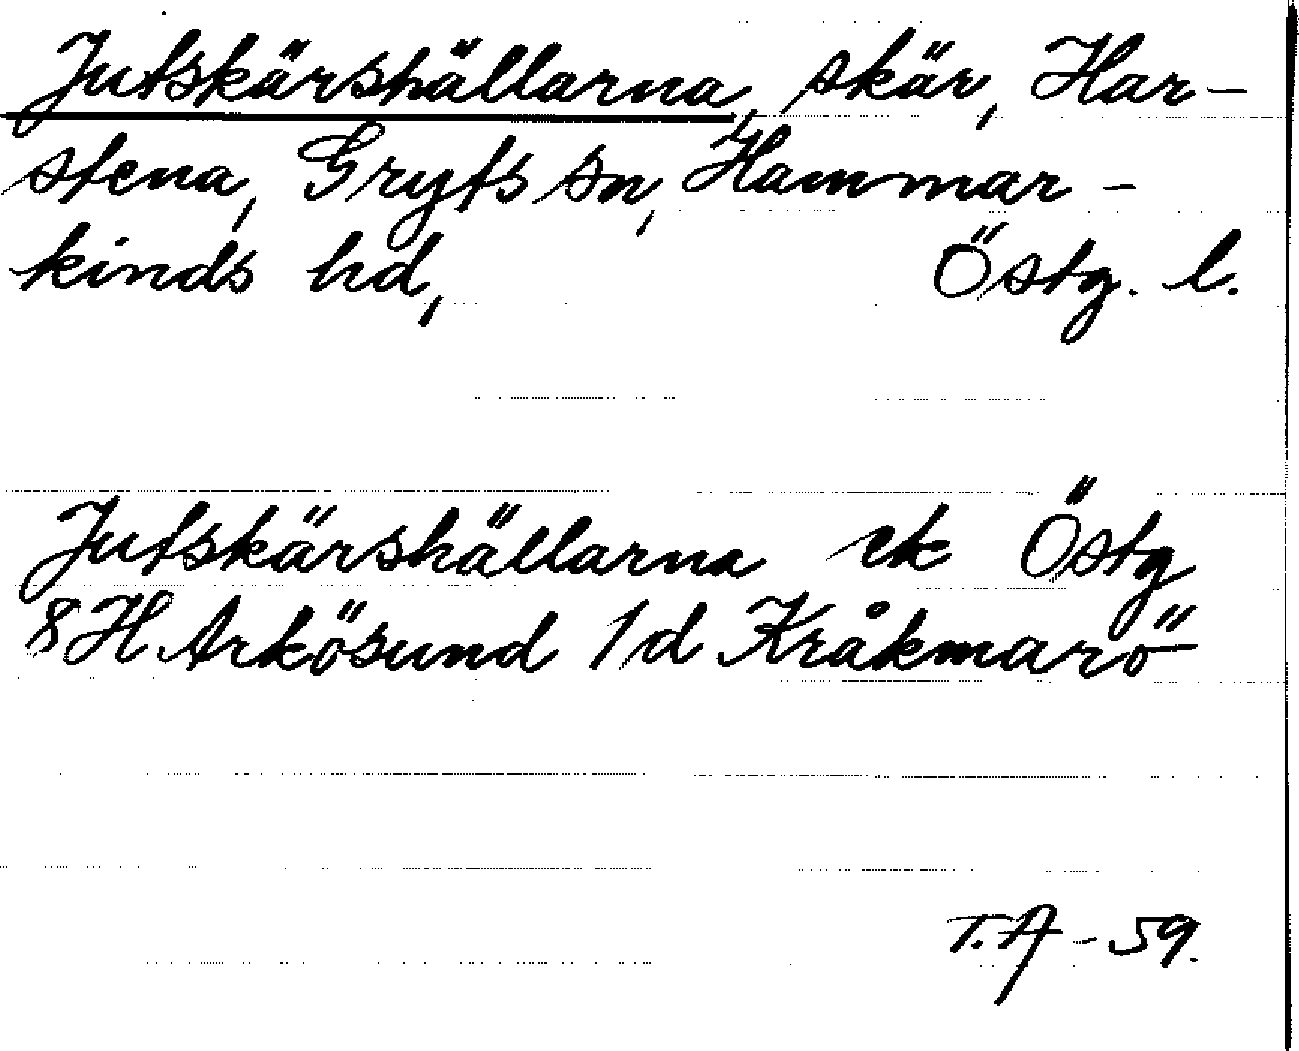 Jutskärshällarna, skär, Har-
stena, Gryts sn, Hammar-
kinds hd, Östg. l.
Jutskärshällarna ek Östg
8H Arkösund 1d Kråkmarö
T.A - 59.